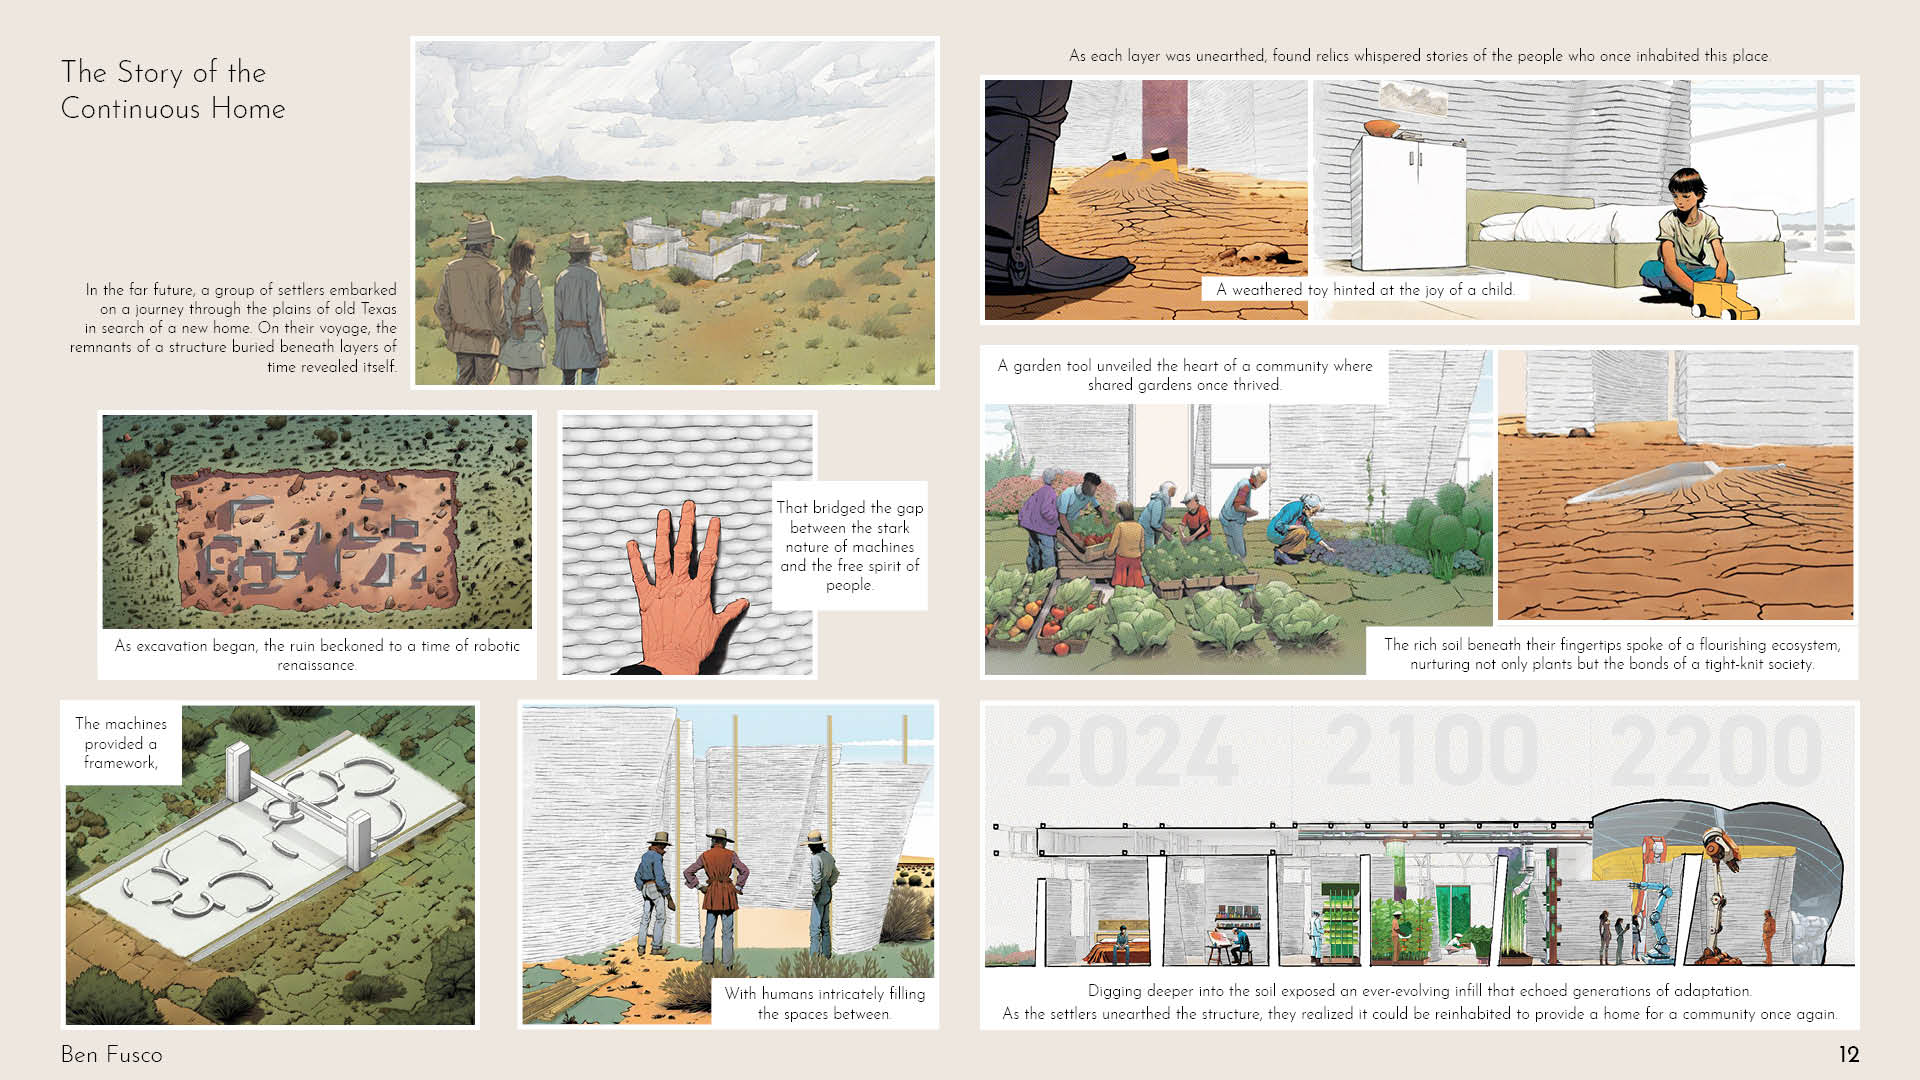 The Story of the
Continuous Home
In the far future, a group of settlers embarked
on a journey through the plains of old Texas
in search of a new home. On their voyage, the
remnants of a structure buried beneath layers of
time revealed itself.
As excavation began, the ruin beckoned to a time of robotic
renaissance.
That bridged the gap
between the stark
nature of machines
and the free spirit of
people.
The machines
provided a
framework,
With humans intricately filling
the spaces between.
As each layer was unearthed, found relics whispered stories of the people who once inhabited this place.
A weathered toy hinted at the joy of a child.
A garden tool unveiled the heart of a community where
shared gardens once thrived.
The rich soil beneath their fingertips spoke of a flourishing ecosystem,
nurturing not only plants but the bonds of a tight-knit society.
2024 2100 2200
Digging deeper into the soil exposed an ever-evolving infill that echoed generations of adaptation.
As the settlers unearthed the structure, they realized it could be reinhabited to provide a home for a community once again.
Ben Fusco
12